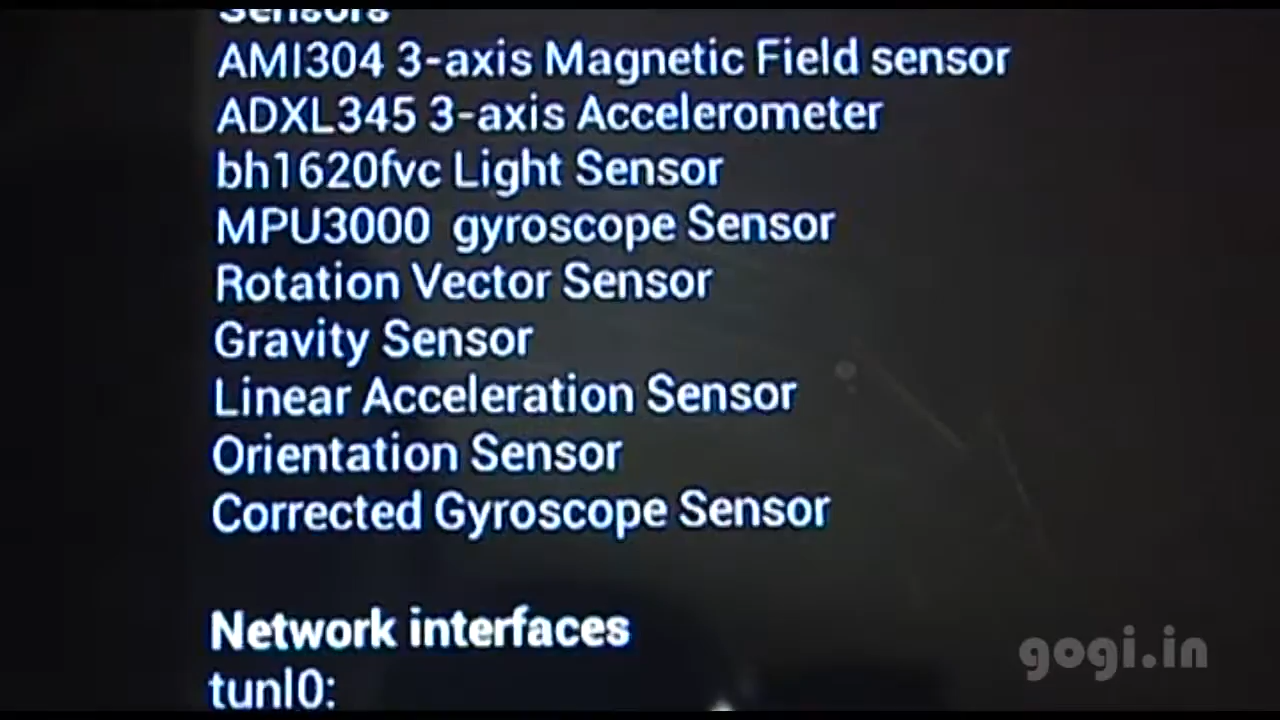 Sensors
AMI304 3-axis Magnetic Field sensor
ADXL345 3-axis Accelerometer
bh1620fvc Light Sensor
MPU3000  gyroscope Sensor
Rotation Vector Sensor
Gravity Sensor
Linear Acceleration Sensor
Orientation Sensor
Corrected Gyroscope Sensor
Network interfaces
tunl0:
gogi.in